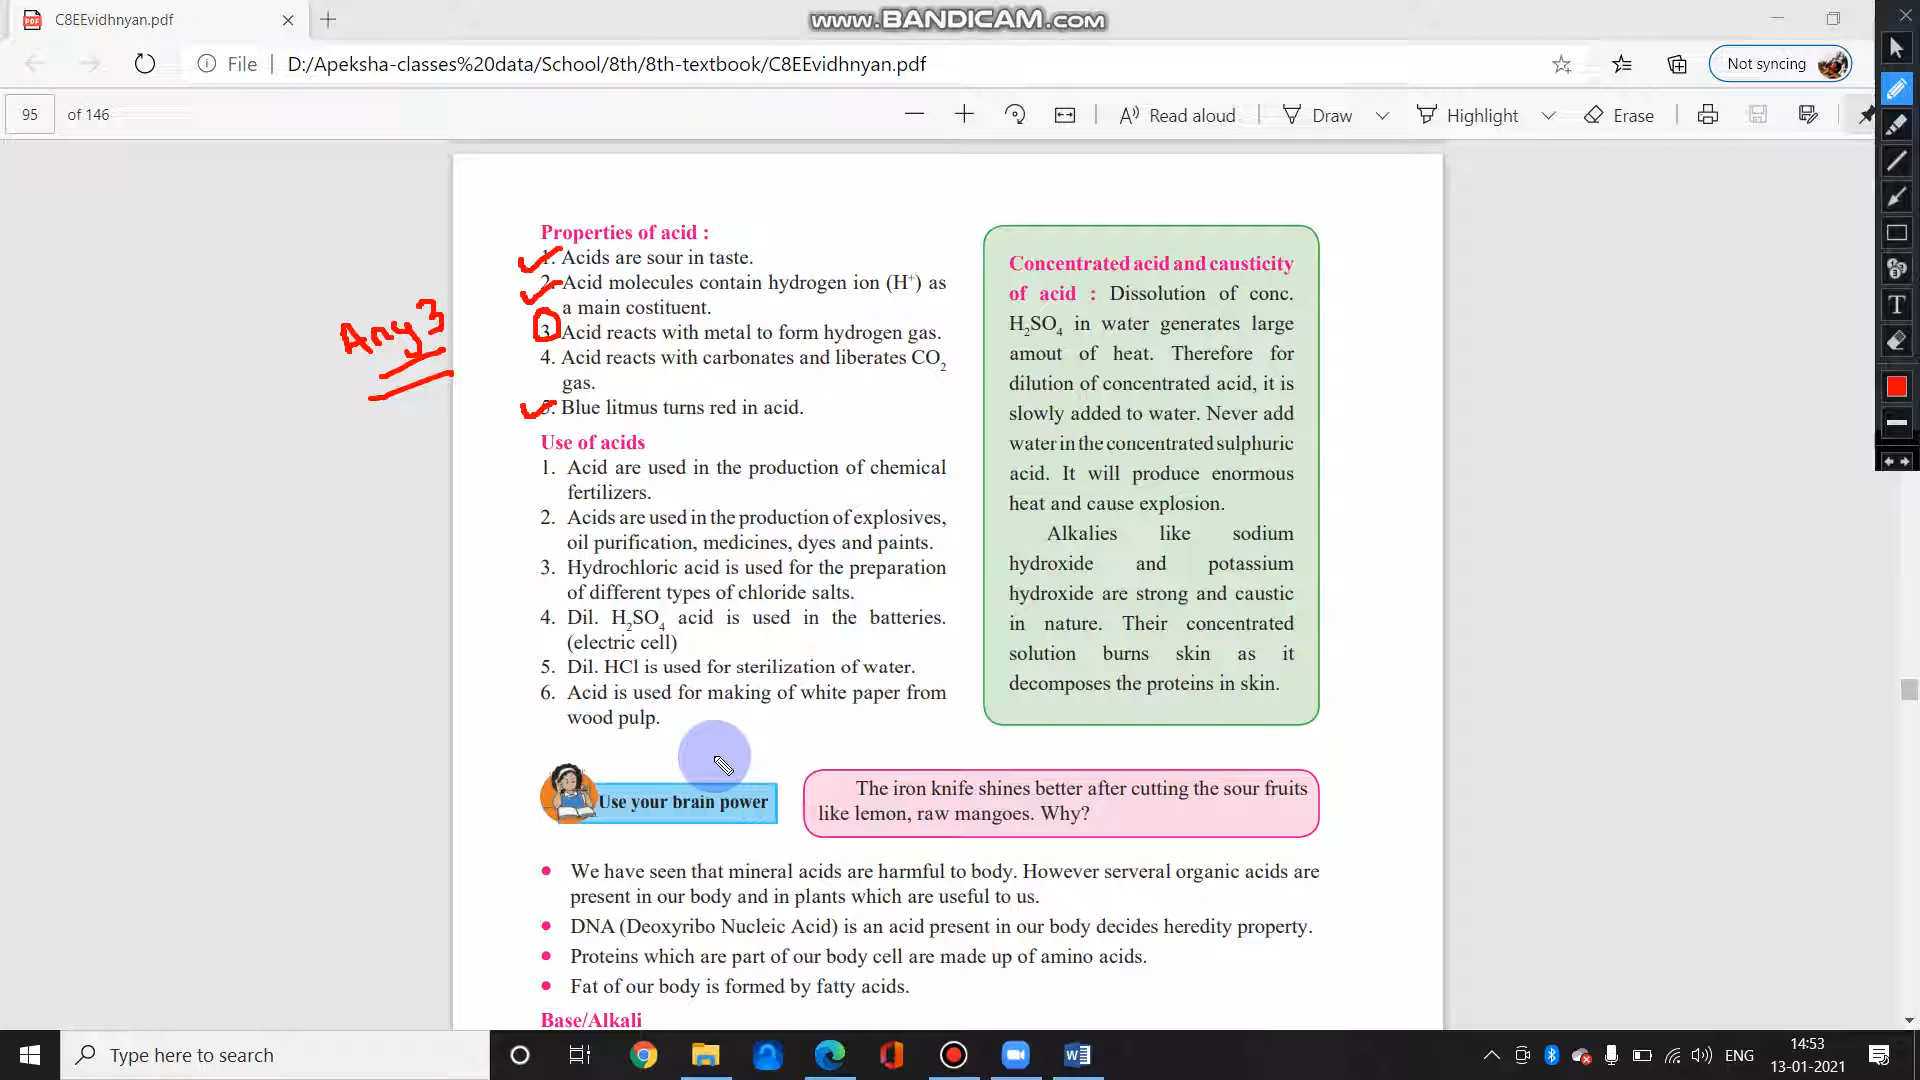 C8EEvidhnyan.pdf
www.BANDICAM.com
File
D:/Apeksha-classes%20data/School/8th/8th-textbook/C8EEvidhnyan.pdf
Not syncing
95 of 146
Read aloud
Draw
Highlight
Erase
Properties of acid :
1. Acids are sour in taste.
2. Acid molecules contain hydrogen ion (H⁺) as
a main costituent.
3. Acid reacts with metal to form hydrogen gas.
4. Acid reacts with carbonates and liberates CO₂
gas.
5. Blue litmus turns red in acid.
Any 3
Use of acids
1. Acid are used in the production of chemical
fertilizers.
2. Acids are used in the production of explosives,
oil purification, medicines, dyes and paints.
3. Hydrochloric acid is used for the preparation
of different types of chloride salts.
4. Dil. H₂SO₄ acid is used in the batteries.
(electric cell)
5. Dil. HCl is used for sterilization of water.
6. Acid is used for making of white paper from
wood pulp.
Concentrated acid and causticity
of acid : Dissolution of conc.
H₂SO₄ in water generates large
amout of heat. Therefore for
dilution of concentrated acid, it is
slowly added to water. Never add
water in the concentrated sulphuric
acid. It will produce enormous
heat and cause explosion.
Alkalies like sodium
hydroxide and potassium
hydroxide are strong and caustic
in nature. Their concentrated
solution burns skin as it
decomposes the proteins in skin.
Use your brain power
The iron knife shines better after cutting the sour fruits
like lemon, raw mangoes. Why?
• We have seen that mineral acids are harmful to body. However serveral organic acids are
present in our body and in plants which are useful to us.
• DNA (Deoxyribo Nucleic Acid) is an acid present in our body decides heredity property.
• Proteins which are part of our body cell are made up of amino acids.
• Fat of our body is formed by fatty acids.
Base/Alkali
Type here to search
ENG
14:53
13-01-2021